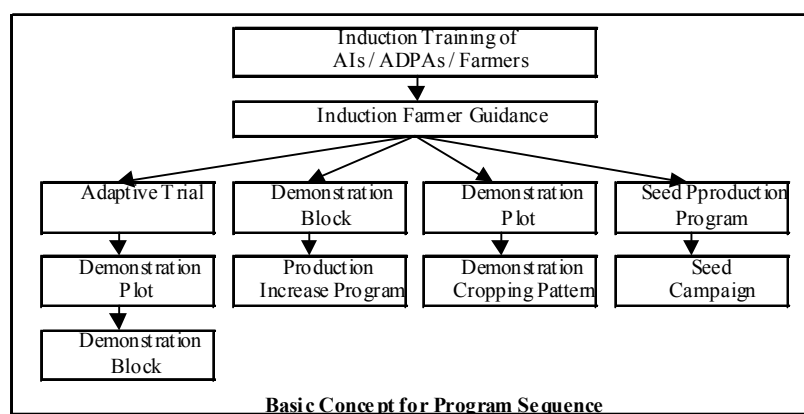 Induction Training of
AIs / ADPAs / Farmers
Induction Farmer Guidance
Adaptive Trial
Demonstration
Block
Demonstration
Plot
Seed Pproduction
Program
Demonstration
Plot
Production
Increase Program
Demonstration
Cropping Pattern
Seed
Campaign
Demonstration
Block
Basic Concept for Program Sequence